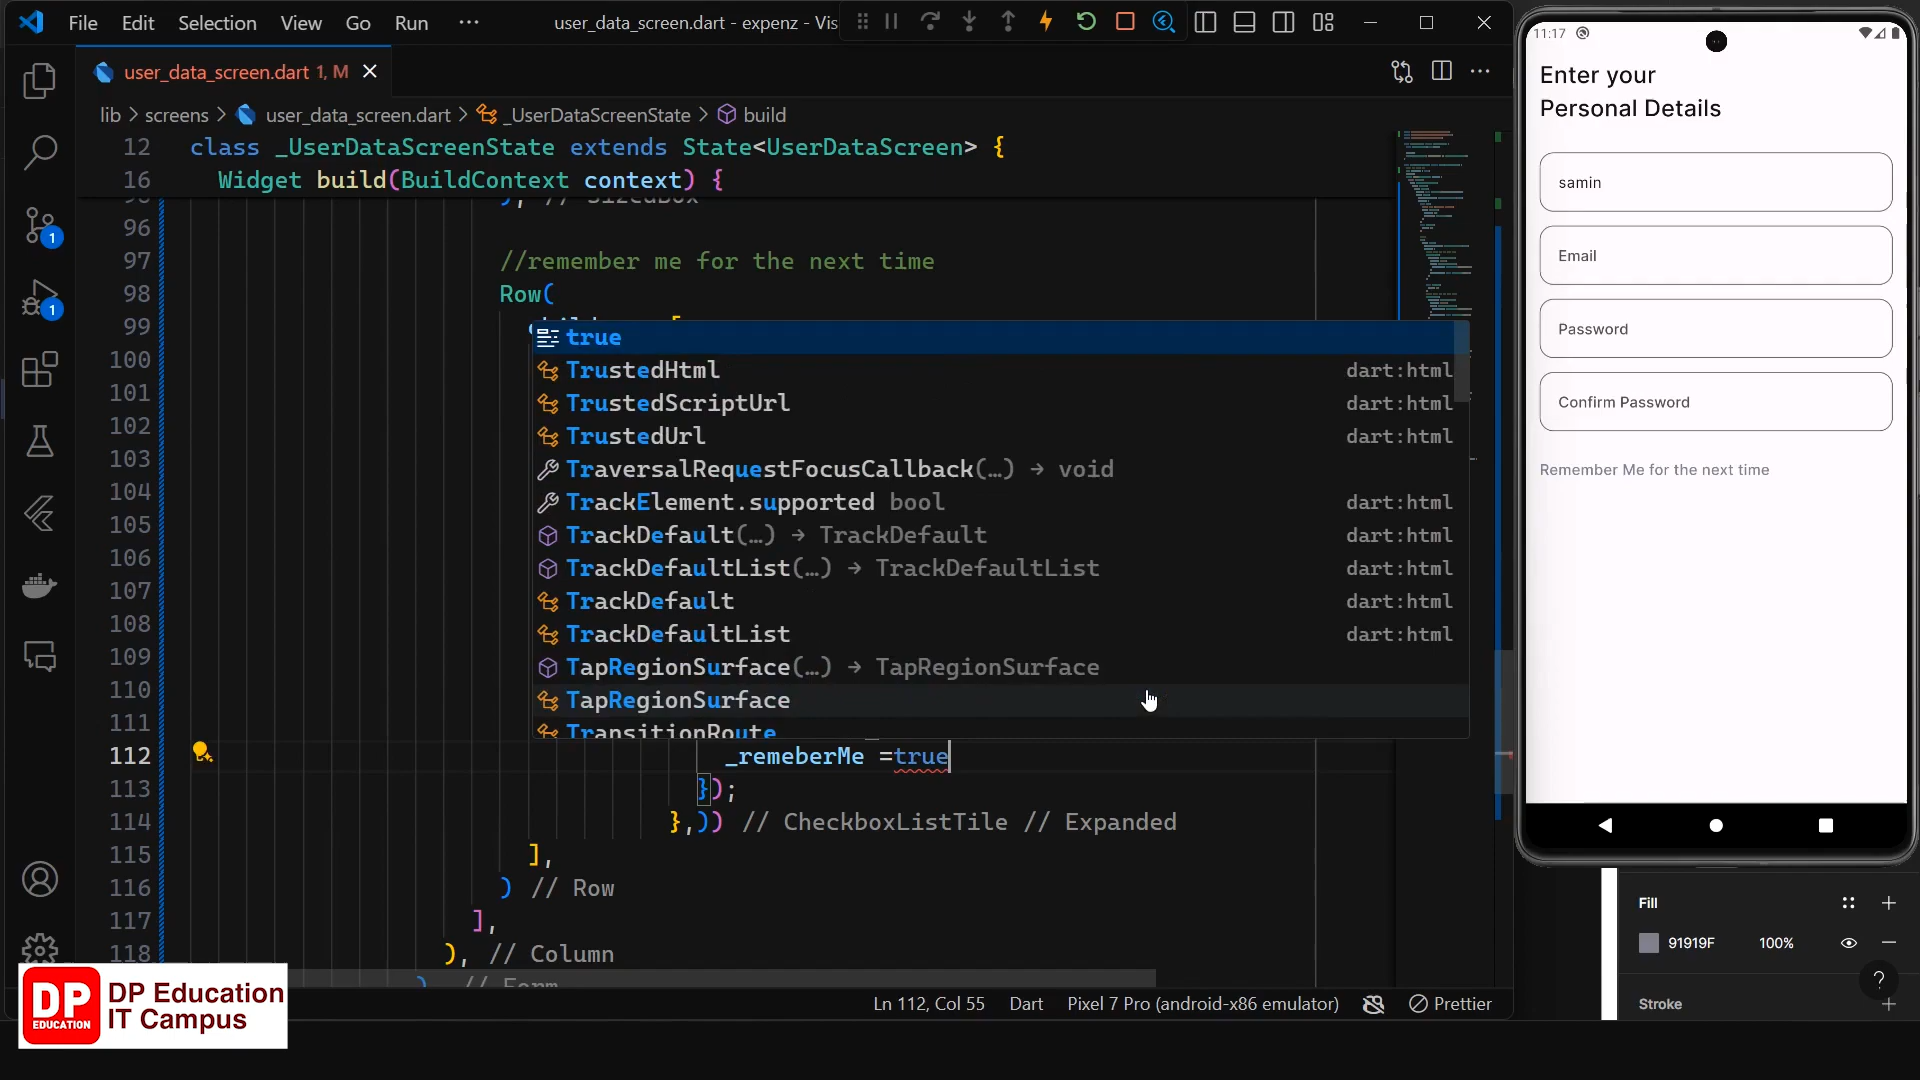 File Edit Selection View Go Run ···
user_data_screen.dart - expenz - Vis
user_data_screen.dart 1, M
lib > screens > user_data_screen.dart > _UserDataScreenState > build
12 class _UserDataScreenState extends State<UserDataScreen> {
16 Widget build(BuildContext context) {
96
97 //remember me for the next time
98 Row(
99
100
101
102
103
104
105
106
107
108
109
110
111
true
TrustedHtml dart:html
TrustedScriptUrl dart:html
TrustedUrl dart:html
TraversalRequestFocusCallback(…) → void
TrackElement.supported bool dart:html
TrackDefault(…) → TrackDefault dart:html
TrackDefaultList(…) → TrackDefaultList dart:html
TrackDefault dart:html
TrackDefaultList dart:html
TapRegionSurface(…) → TapRegionSurface
TapRegionSurface
TransitionRoute
112 _remeberMe =true
113 });
114 },)) // CheckboxListTile // Expanded
115 ],
116 ) // Row
117 ],
118 ), // Column
) // Form
Ln 112, Col 55 Dart Pixel 7 Pro (android-x86 emulator) Prettier
1
1
DP
EDUCATION
DP Education
IT Campus
11:17
Enter your
Personal Details
samin
Email
Password
Confirm Password
Remember Me for the next time
Fill
91919F 100%
?
Stroke